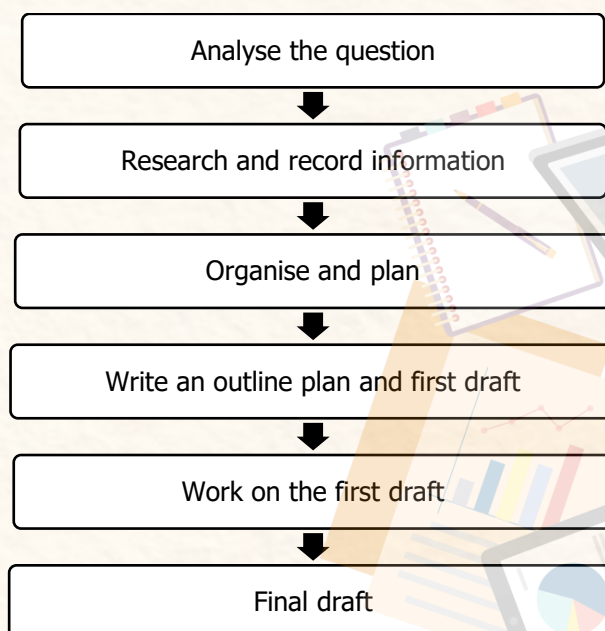 Analyse the question
Research and record information
Organise and plan
Write an outline plan and first draft
Work on the first draft
Final draft